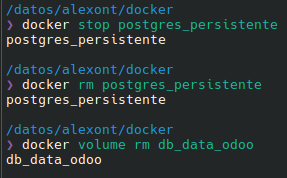 /datos/alexont/docker
❯ docker stop postgres_persistente
postgres_persistente
/datos/alexont/docker
❯ docker rm postgres_persistente
postgres_persistente
/datos/alexont/docker
❯ docker volume rm db_data_odoo
db_data_odoo